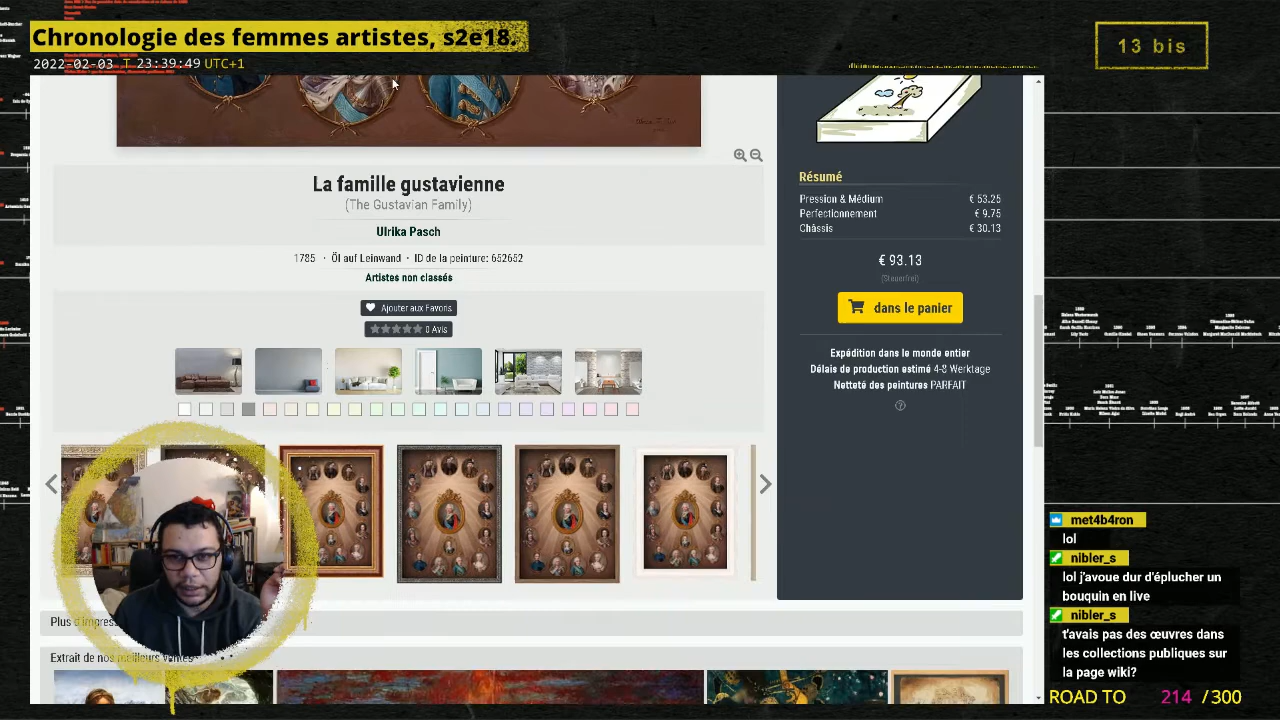 Chronologie des femmes artistes, s2e18.
2022-02-03 T 23:39:49 UTC+1
13 bis
La famille gustavienne
(The Gustavian Family)
Ulrika Pasch
1785 · Öl auf Leinwand · ID de la peinture: 652652
Artistes non classés
Ajouter aux Favoris
0 Avis
Résumé
Pression & Médium € 53.25
Perfectionnement € 9.75
Châssis € 30.13
€ 93.13
(Steuerfrei)
dans le panier
Expédition dans le monde entier
Délais de production estimé 4-8 Werktage
Netteté des peintures PARFAIT
Plus d'impres
Extrait de nos meilleurs ventes
met4b4ron
lol
nibler_s
lol j'avoue dur d'éplucher un
bouquin en live
nibler_s
t'avais pas des œuvres dans
les collections publiques sur
la page wiki?
ROAD TO 214 /300